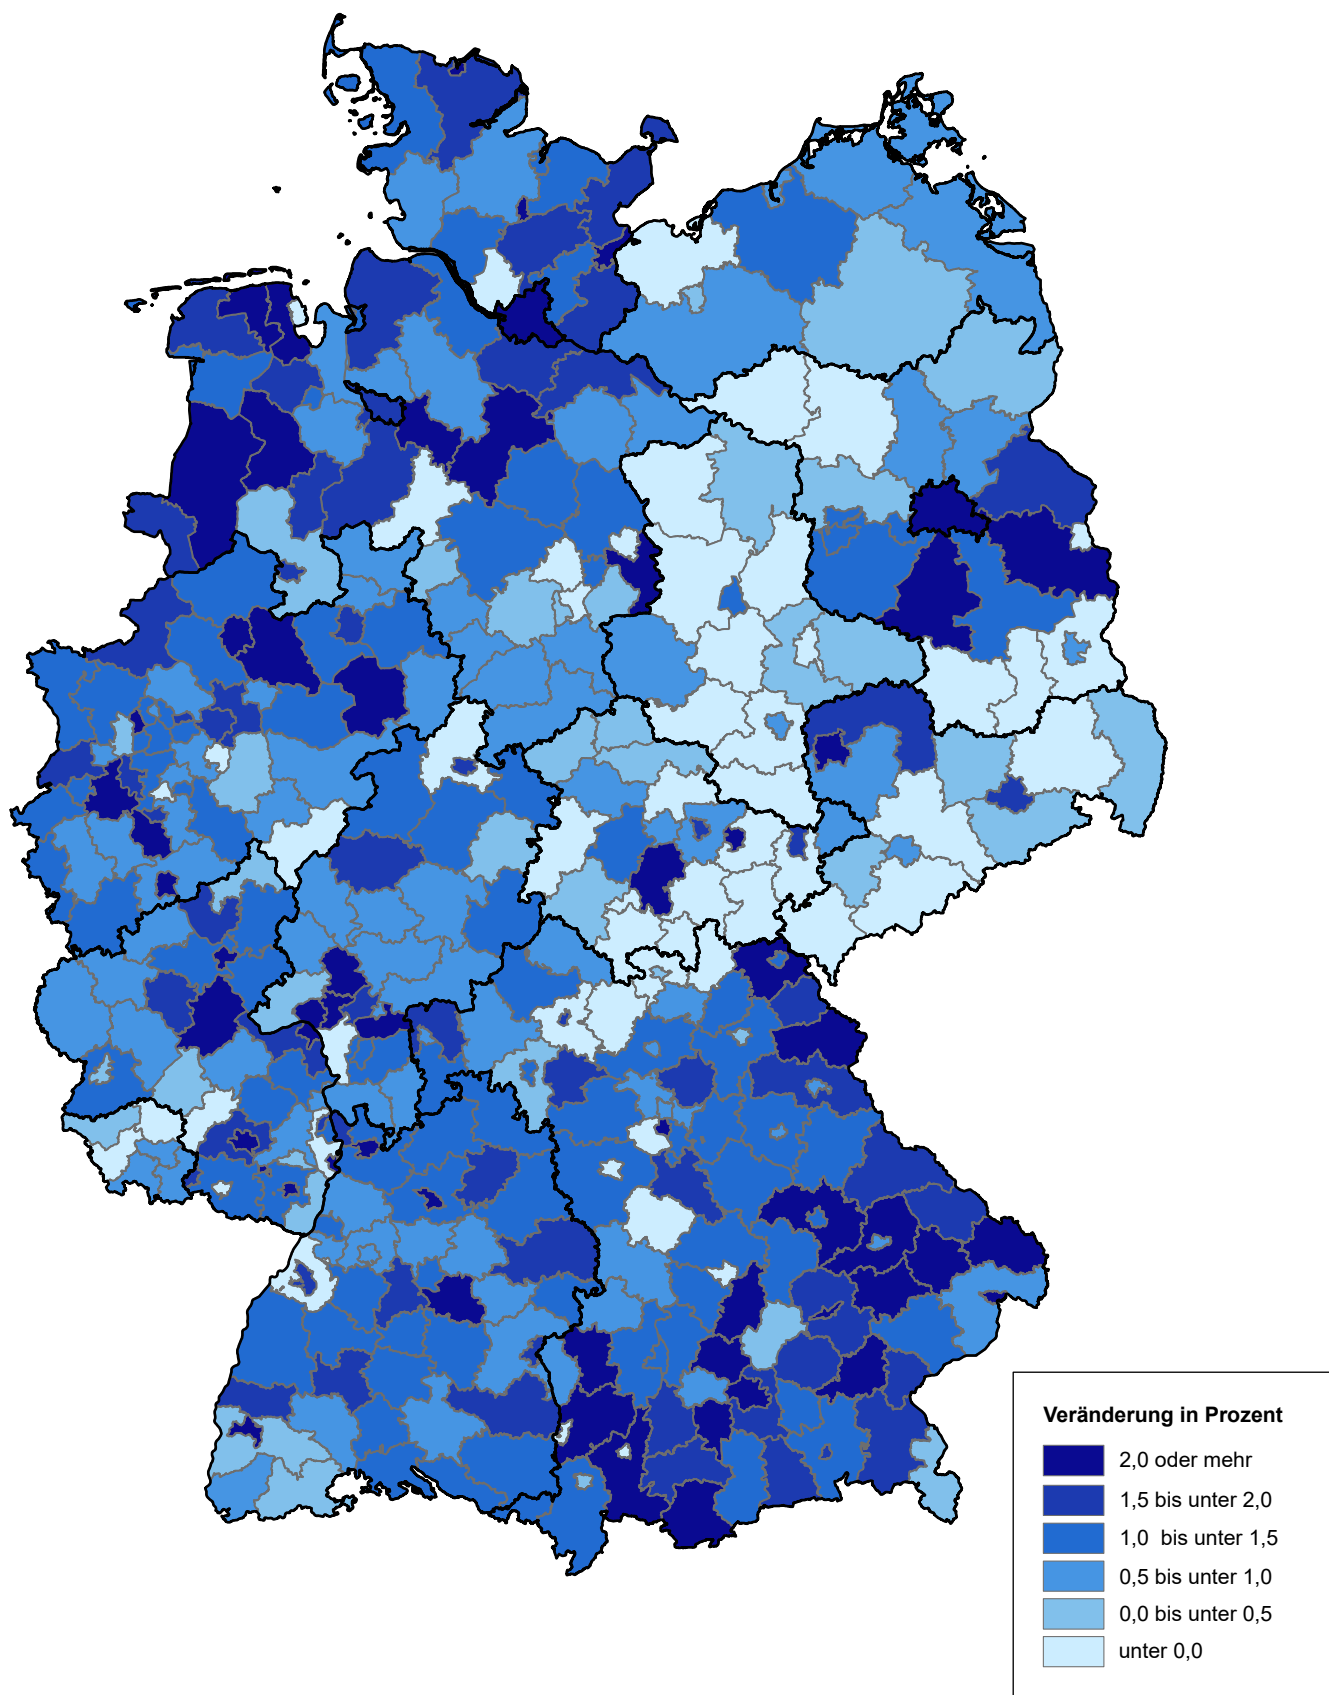 Veränderung in Prozent
2,0 oder mehr
1,5 bis unter 2,0
1,0 bis unter 1,5
0,5 bis unter 1,0
0,0 bis unter 0,5
unter 0,0